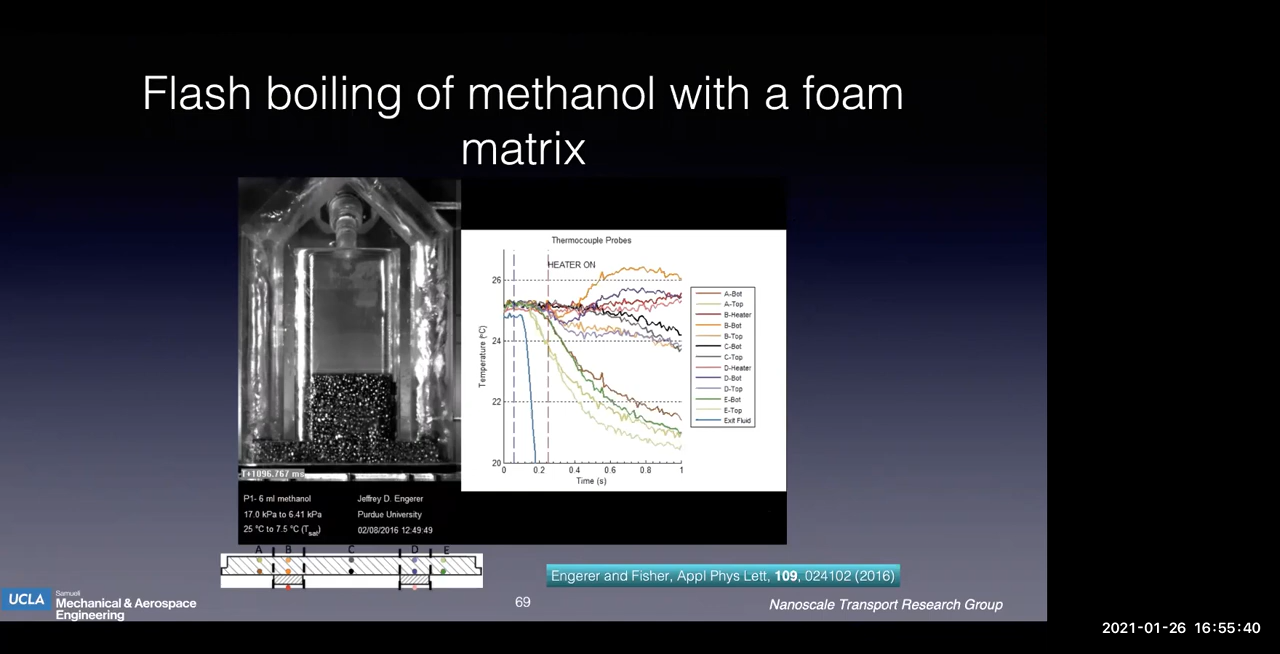 Flash boiling of methanol with a foam
matrix
Thermocouple Probes
HEATER ON
26
24
22
20
Temperature (ºC)
0 0.2 0.4 0.6 0.8 1
Time (s)
A-Bot
A-Top
B-Heater
B-Bot
B-Top
C-Bot
C-Top
D-Heater
D-Bot
D-Top
E-Bot
E-Top
Exit Fluid
T+1096.767 ms
P1- 6 ml methanol
17.0 kPa to 6.41 kPa
25 °C to 7.5 °C (Tsat)
Jeffrey D. Engerer
Purdue University
02/08/2016 12:49:49
A B C D E
Engerer and Fisher, Appl Phys Lett, 109, 024102 (2016)
UCLA
Samueli
Mechanical & Aerospace
Engineering
69
Nanoscale Transport Research Group
2021-01-26 16:55:40